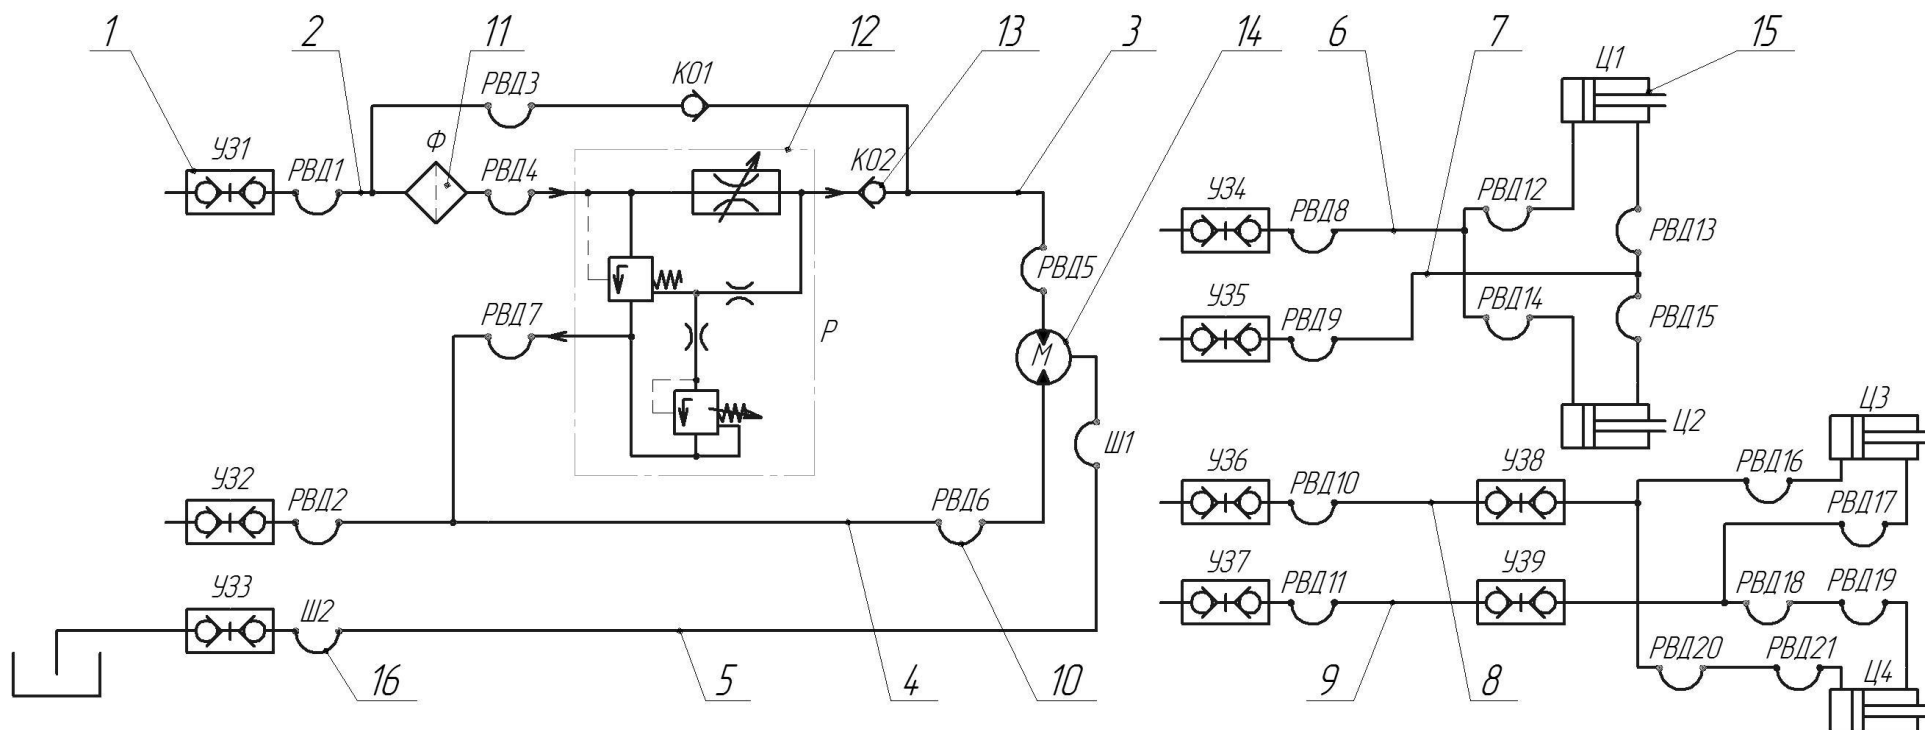 1 2 11 12 13 3 14 6 7 15
Ц1
РВД3 КО1
Ф
УЗ1 РВД1 РВД4 КО2
УЗ4 РВД8 РВД12
РВД13
РВД5
УЗ5 РВД9 РВД14 РВД15
РВД7 Р
М
Ц3
Ц2
Ш1
УЗ2 РВД2 РВД6
УЗ6 РВД10 УЗ8 РВД16
РВД17
УЗ3 Ш2
УЗ7 РВД11 УЗ9 РВД18 РВД19
РВД20 РВД21 Ц4
16 5 4 10 9 8